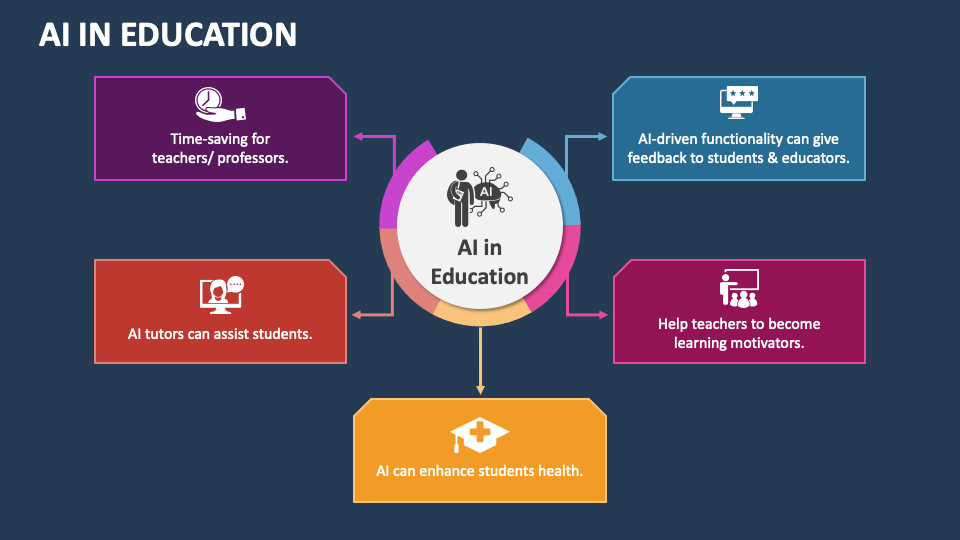 AI IN EDUCATION
Time-saving for
teachers/ professors.
AI-driven functionality can give
feedback to students & educators.
AI
AI in
Education
AI tutors can assist students.
Help teachers to become
learning motivators.
AI can enhance students health.